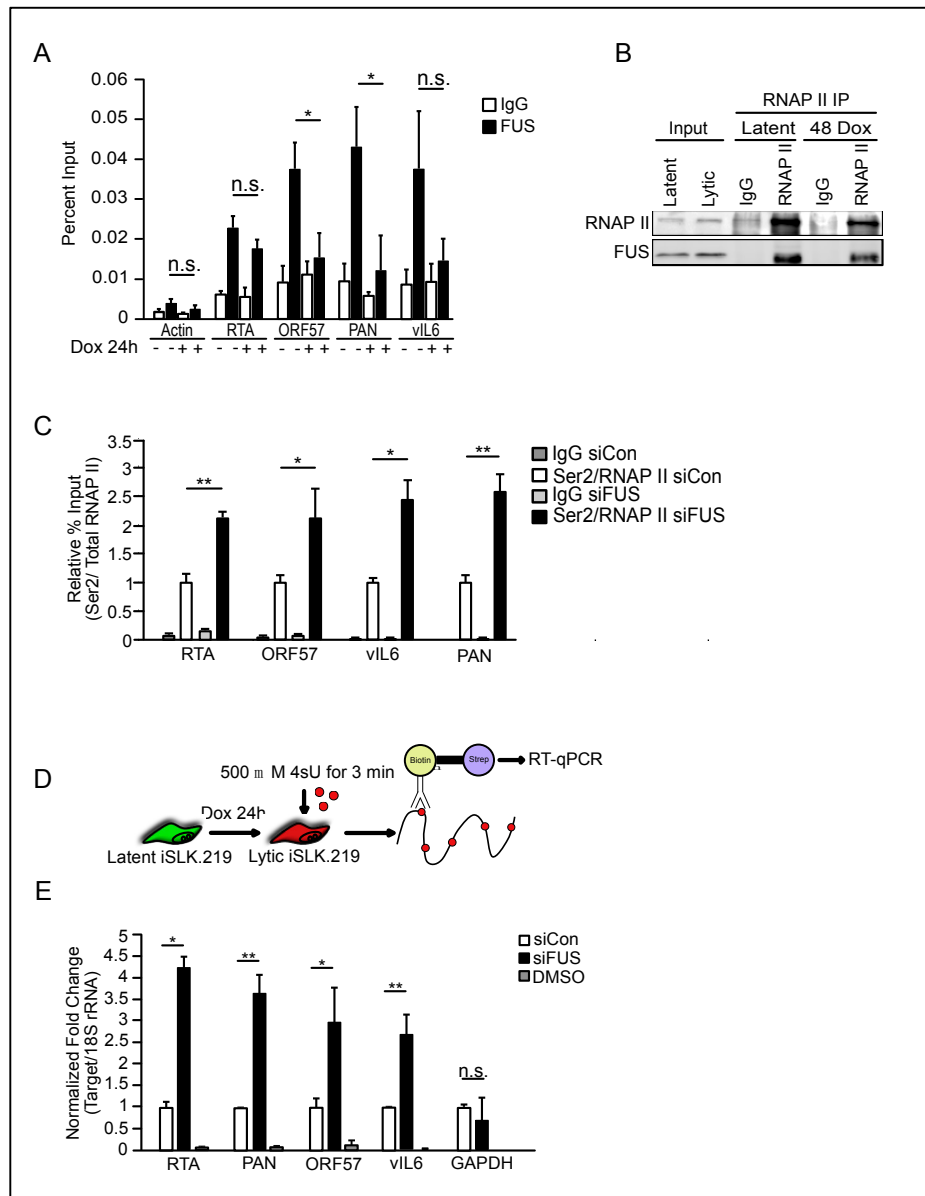 A
0.06
0.05
0.04
0.03
0.02
0.01
0
Percent Input
n.s.
n.s.
*
*
n.s.
IgG
FUS
Actin RTA ORF57 PAN vIL6
Dox 24h - - + + - - + + - - + + - - + + - - + +
B
RNAP II IP
Input Latent 48 Dox
Latent Lytic IgG RNAP II IgG RNAP II
RNAP II
FUS
C
3.5
3
2.5
2
1.5
1
0.5
0
Relative % Input
(Ser2/ Total RNAP II)
** * * **
IgG siCon
Ser2/RNAP II siCon
IgG siFUS
Ser2/RNAP II siFUS
RTA ORF57 vIL6 PAN
D
500 m M 4sU for 3 min
Biotin Strep RT-qPCR
Dox 24h
Latent iSLK.219 Lytic iSLK.219
E
5
4.5
4
3.5
3
2.5
2
1.5
1
0.5
0
Normalized Fold Change
(Target/18S rRNA)
* ** * ** n.s.
siCon
siFUS
DMSO
RTA PAN ORF57 vIL6 GAPDH